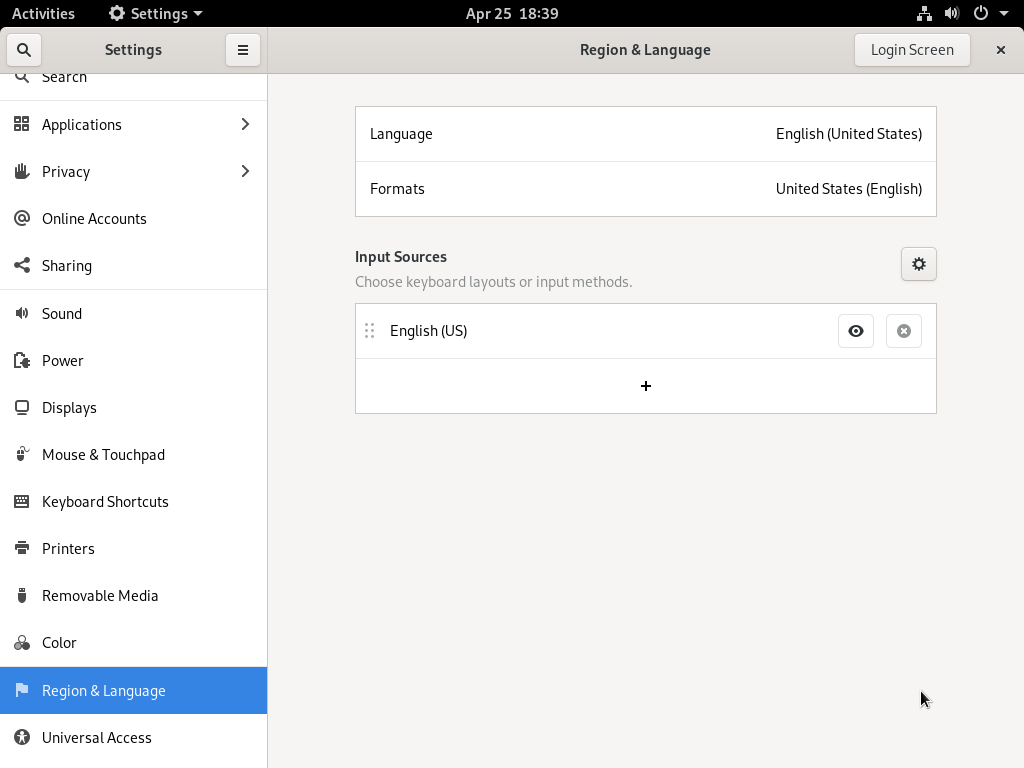 Activities Settings Apr 25 18:39
Settings Region & Language Login Screen
Search
Applications
Privacy
Online Accounts
Sharing
Sound
Power
Displays
Mouse & Touchpad
Keyboard Shortcuts
Printers
Removable Media
Color
Region & Language
Universal Access
Language English (United States)
Formats United States (English)
Input Sources
Choose keyboard layouts or input methods.
English (US)